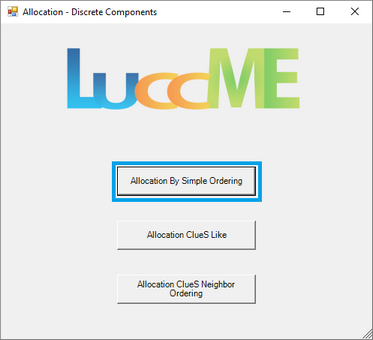 Allocation - Discrete Components
LuccME
Allocation By Simple Ordering
Allocation ClueS Like
Allocation ClueS Neighbor
Ordering